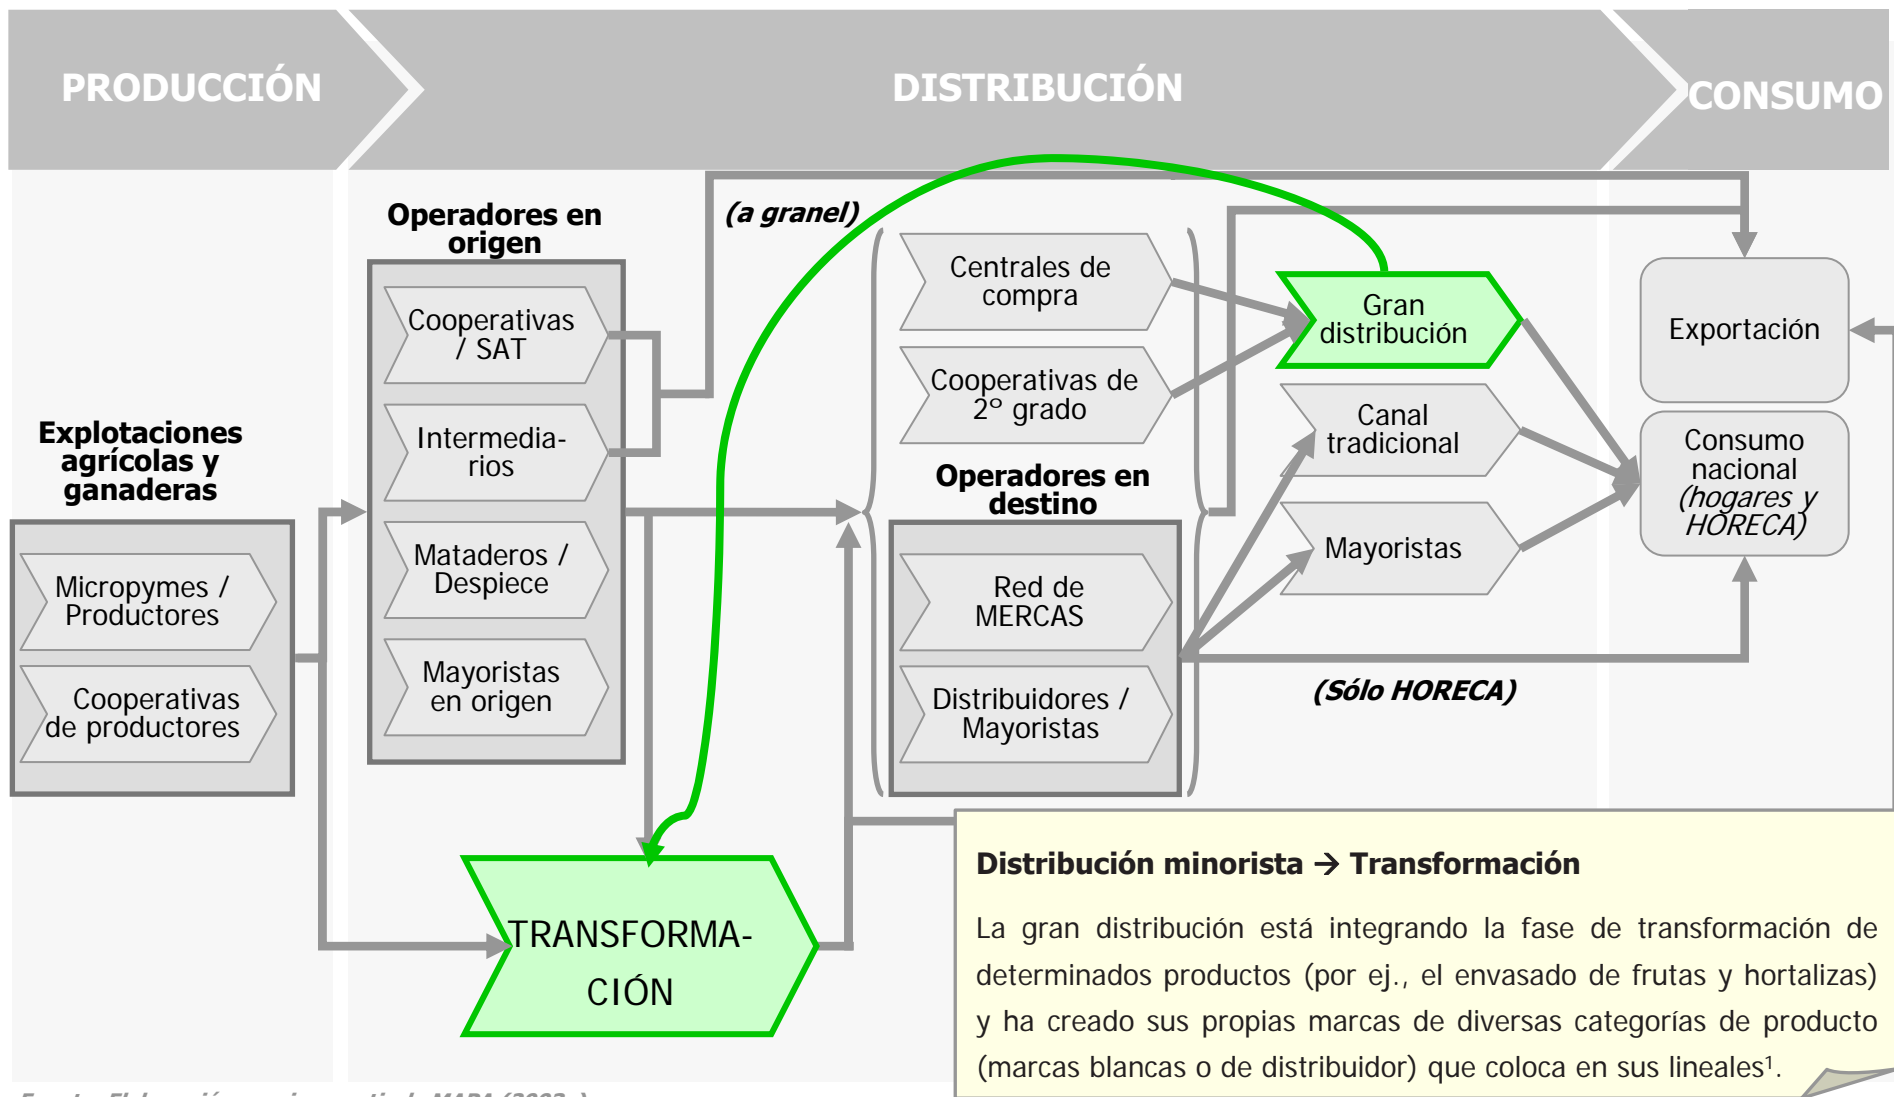 PRODUCCIÓN
DISTRIBUCIÓN
CONSUMO
Explotaciones
agrícolas y
ganaderas
Micropymes /
Productores
Cooperativas
de productores
Operadores en
origen
Cooperativas
/ SAT
Intermedia-
rios
Mataderos /
Despiece
Mayoristas
en origen
(a granel)
TRANSFORMA-
CIÓN
Centrales de
compra
Cooperativas de
2º grado
Operadores en
destino
Red de
MERCAS
Distribuidores /
Mayoristas
Gran
distribución
Canal
tradicional
Mayoristas
(Sólo HORECA)
Exportación
Consumo
nacional
(hogares y
HORECA)
Distribución minorista → Transformación
La gran distribución está integrando la fase de transformación de
determinados productos (por ej., el envasado de frutas y hortalizas)
y ha creado sus propias marcas de diversas categorías de producto
(marcas blancas o de distribuidor) que coloca en sus lineales¹.